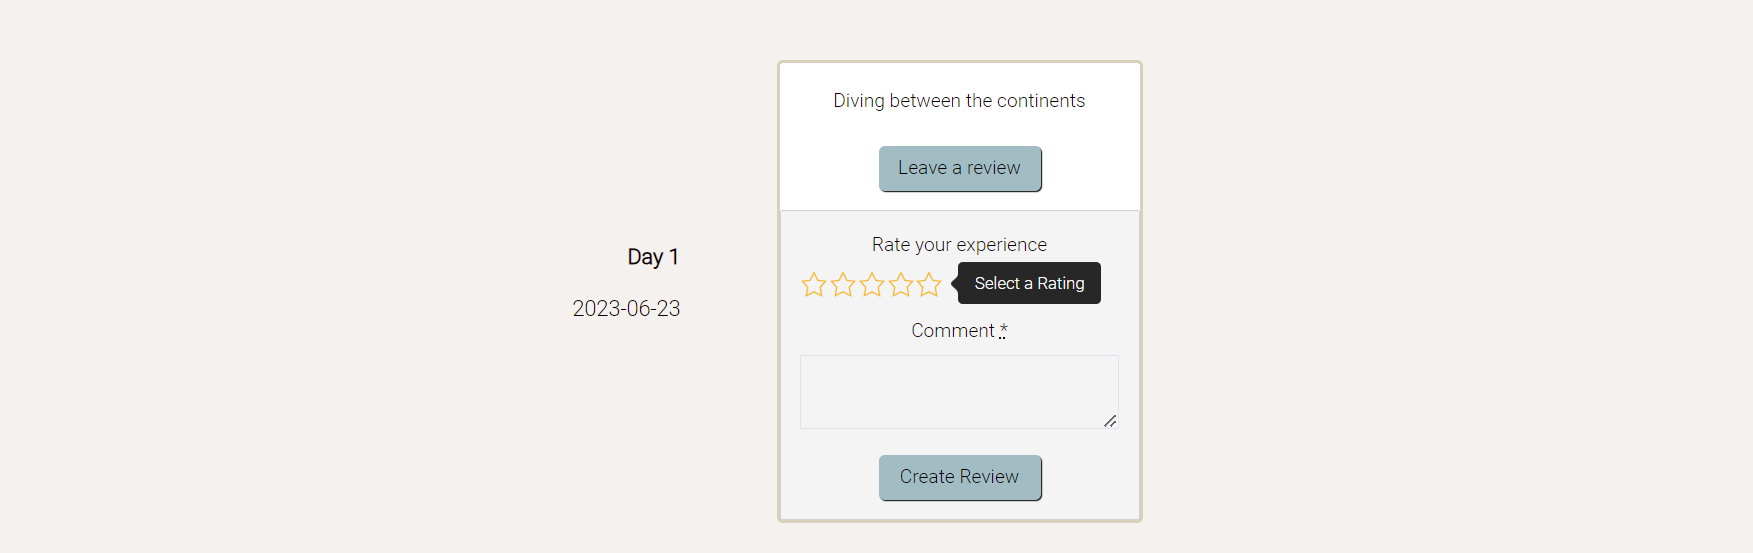 Day 1
2023-06-23
Diving between the continents
Leave a review
Rate your experience
Select a Rating
Comment *
Create Review